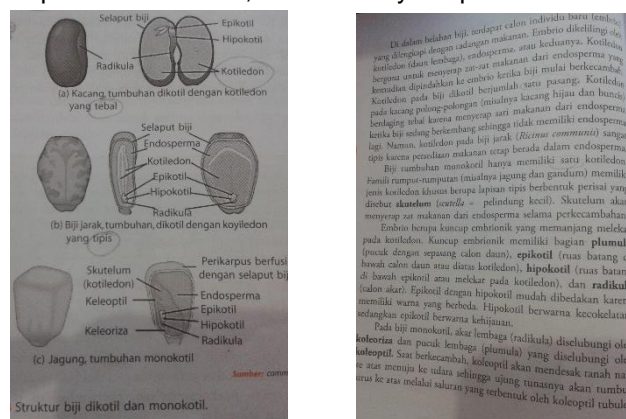 Selaput biji
Epikotil
Hipokotil
Radikula
Kotiledon
(a) Kacang, tumbuhan dikotil dengan kotiledon
yang tebal
Selaput biji
Endosperma
Kotiledon
Epikotil
Hipokotil
Radikula
(b) Biji jarak, tumbuhan, dikotil dengan koyiledon
yang tipis
Perikarpus berfusi
dengan selaput bij
Skutelum
(kotiledon)
Keleoptil
Endosperma
Epikotil
Hipokotil
Keleoriza
Radikula
(c) Jagung, tumbuhan monokotil
Sumber:
Struktur biji dikotil dan monokotil.
Di dalam belahan biji, terdapat calon individu baru (embrio)
yang dilengkapi dengan cadangan makanan. Embrio dikelilingi
kotiledon (daun lembaga), endosperma, atau keduanya. Kotiledon
berguna untuk menyerap zat-zat makanan dari endosperma yang
kemudian dipindahkan ke embrio ketika biji mulai berkecambah.
Kotiledon pada biji dikotil berjumlah satu pasang. Kotiledon
pada kacang polong-polongan (misalnya kacang hijau dan buncis)
berdaging tebal karena menyerap sari makanan dari endosperma
ketika biji sedang berkembang sehingga tidak memiliki endosperma
lagi. Namun, kotiledon pada biji jarak (Ricinus communis) sangat
tipis karena persediaan makanan tetap berada dalam endosperma.
Biji tumbuhan monokotil hanya memiliki satu kotiledon.
Famili rumput-rumputan (misalnya jagung dan gandum) memiliki
jenis kotiledon khusus berupa lapisan tipis berbentuk perisai yang
disebut skutelum (scutella = pelindung kecil). Skutelum akan
menyerap zat makanan dari endosperma selama perkecambahan.
Embrio berupa kuncup embrionik yang memanjang melekat
pada kotiledon. Kuncup embrionik memiliki bagian plumula
(pucuk dengan sepasang calon daun), epikotil (ruas batang di
bawah calon daun atau diatas kotiledon), hipokotil (ruas batang
di bawah epikotil atau melekat pada kotiledon), dan radikula
(calon akar). Epikotil dengan hipokotil mudah dibedakan karena
memiliki warna yang berbeda. Hipokotil berwarna kecokelatan
sedangkan epikotil berwarna kehijauan.
Pada biji monokotil, akar lembaga (radikula) diselubungi ole
koleoriza dan pucuk lembaga (plumula) yang diselubungi ole
koleoptil. Saat berkecambah, koleoptil akan mendesak ranah na
e atas menuju ke udara sehingga ujung tunasnya akan tumbu
urus ke atas melalui saluran yang terbentuk oleh koleoptil tubuk